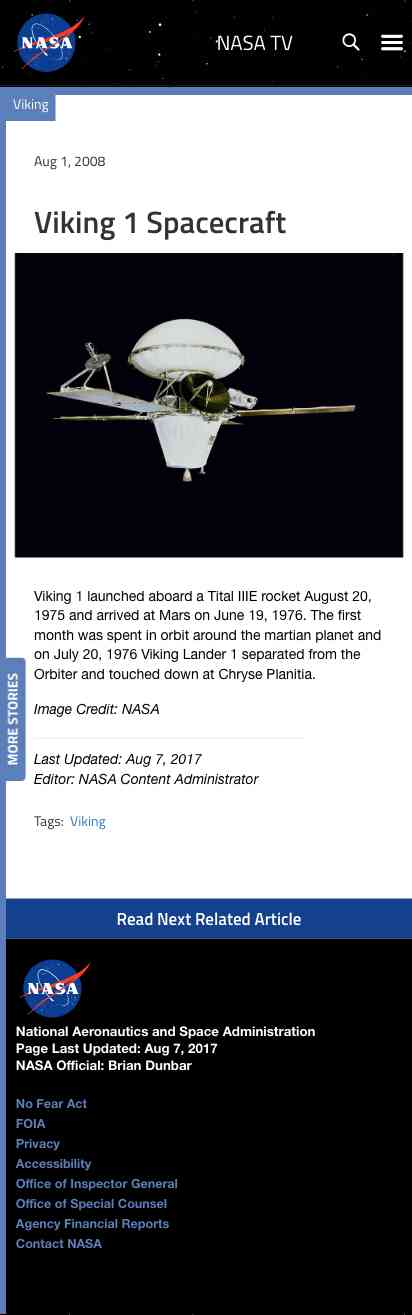 NASA
NASA TV
Viking
Aug 1, 2008
Viking 1 Spacecraft
Viking 1 launched aboard a Tital IIIE rocket August 20,
1975 and arrived at Mars on June 19, 1976. The first
month was spent in orbit around the martian planet and
on July 20, 1976 Viking Lander 1 separated from the
Orbiter and touched down at Chryse Planitia.
MORE STORIES
Image Credit: NASA
Last Updated: Aug 7, 2017
Editor: NASA Content Administrator
Tags: Viking
Read Next Related Article
NASA
National Aeronautics and Space Administration
Page Last Updated: Aug 7, 2017
NASA Official: Brian Dunbar
No Fear Act
FOIA
Privacy
Accessibility
Office of Inspector General
Office of Special Counsel
Agency Financial Reports
Contact NASA